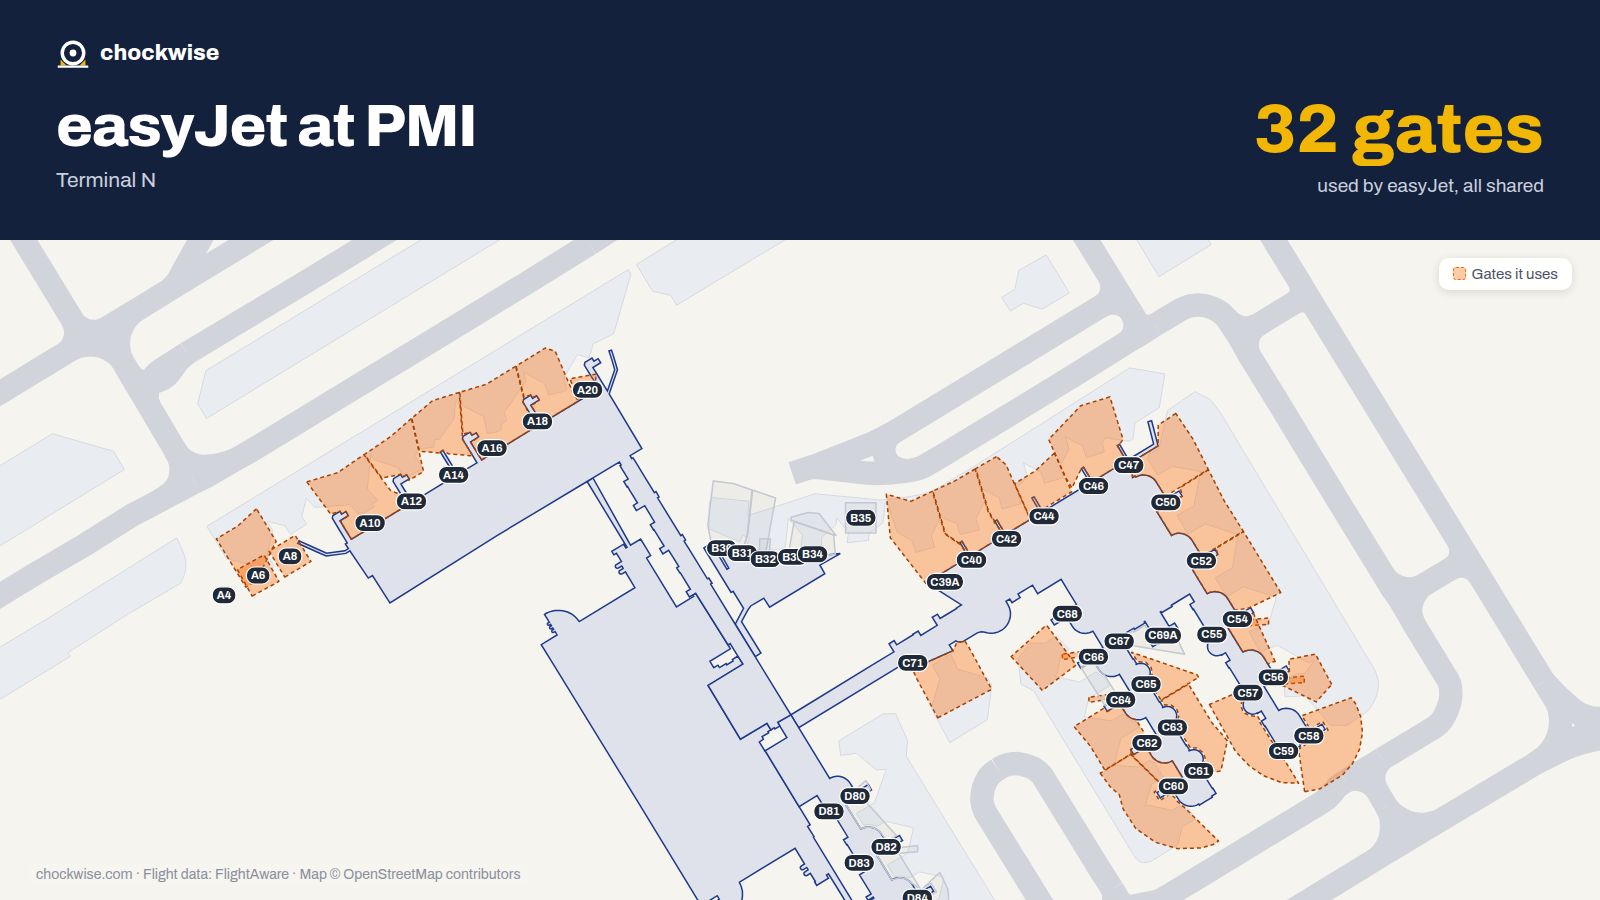 chockwise
easyJet at PMI
Terminal N
32 gates
used by easyJet, all shared
Gates it uses
A20
A18
A16
A14
A12
A10
A8
A6
A4
B35
B30
B31
B32
B34
C47
C46
C50
C44
C42
C40
C39A
C52
C68
C54
C55
C69A
C67
C66
C71
C56
C65
C57
C64
C63
C58
C62
C59
C61
C60
D80
D81
D82
D83
D84
chockwise.com · Flight data: FlightAware · Map © OpenStreetMap contributors